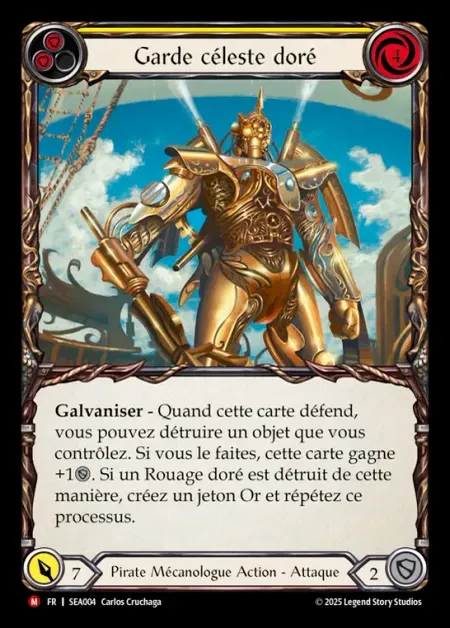 Garde céleste doré
4
Galvaniser - Quand cette carte défend,
vous pouvez détruire un objet que vous
contrôlez. Si vous le faites, cette carte gagne
+1. Si un Rouage doré est détruit de cette
manière, créez un jeton Or et répétez ce
processus.
7
Pirate Mécanologue Action - Attaque
2
M FR | SEA004 Carlos Cruchaga
© 2025 Legend Story Studios